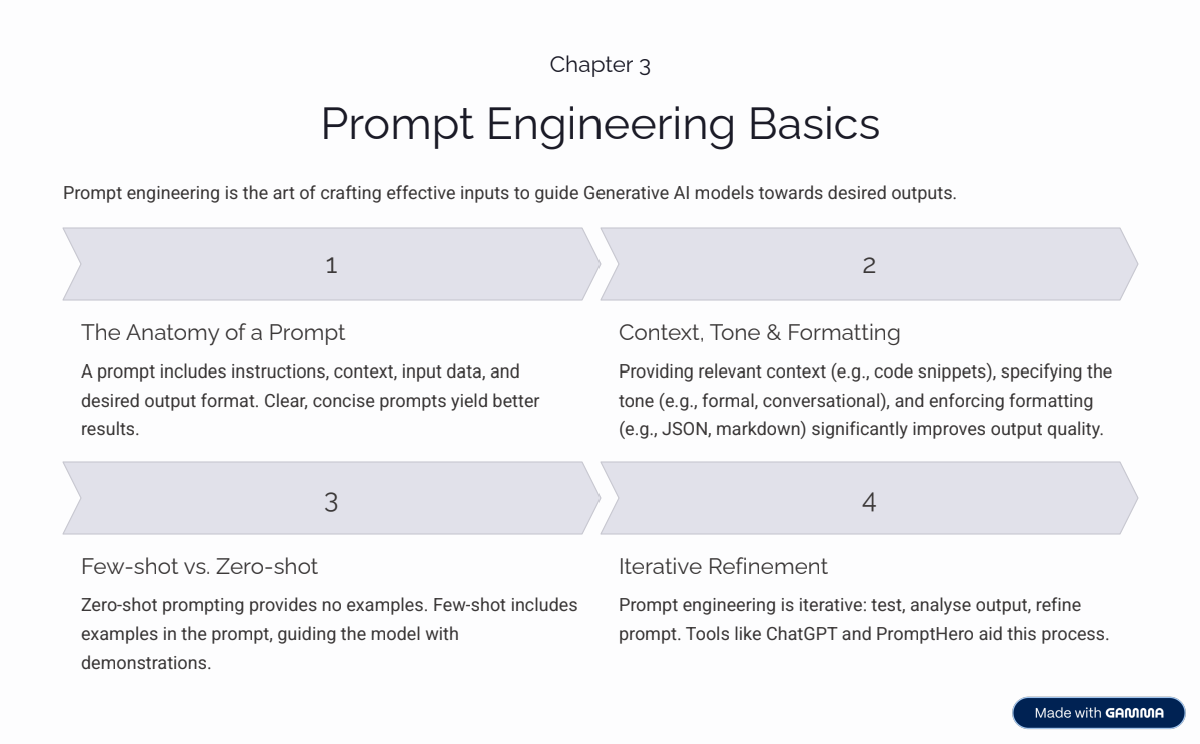 Chapter 3
Prompt Engineering Basics
Prompt engineering is the art of crafting effective inputs to guide Generative AI models towards desired outputs.
1
The Anatomy of a Prompt
A prompt includes instructions, context, input data, and
desired output format. Clear, concise prompts yield better
results.
2
Context, Tone & Formatting
Providing relevant context (e.g., code snippets), specifying the
tone (e.g., formal, conversational), and enforcing formatting
(e.g., JSON, markdown) significantly improves output quality.
3
Few-shot vs. Zero-shot
Zero-shot prompting provides no examples. Few-shot includes
examples in the prompt, guiding the model with
demonstrations.
4
Iterative Refinement
Prompt engineering is iterative: test, analyse output, refine
prompt. Tools like ChatGPT and PromptHero aid this process.
Made with GAMMA